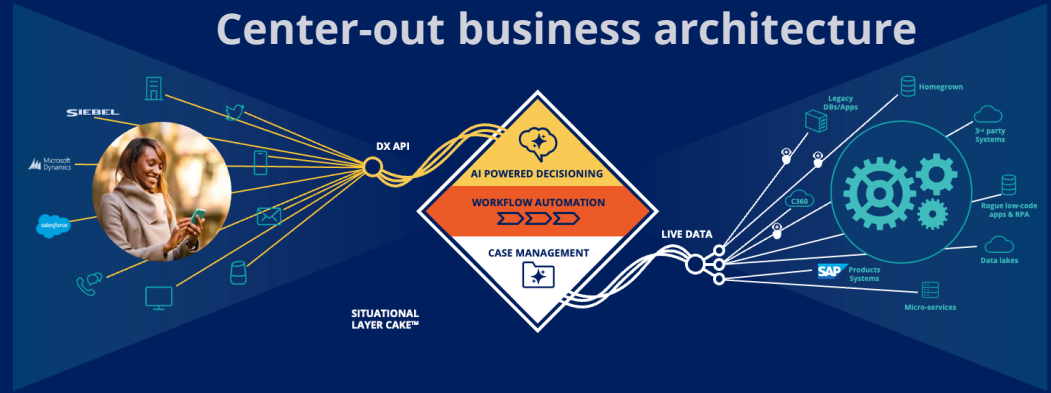 Center-out business architecture
SIEBEL
Microsoft
Dynamics
salesforce
DX API
AI POWERED DECISIONING
WORKFLOW AUTOMATION
CASE MANAGEMENT
SITUATIONAL
LAYER CAKE™
LIVE DATA
Legacy
DBs/Apps
Homegrown
3rd party
Systems
C360
Rogue low-code
apps & RPA
Data lakes
SAP
Products
Systems
Micro-services